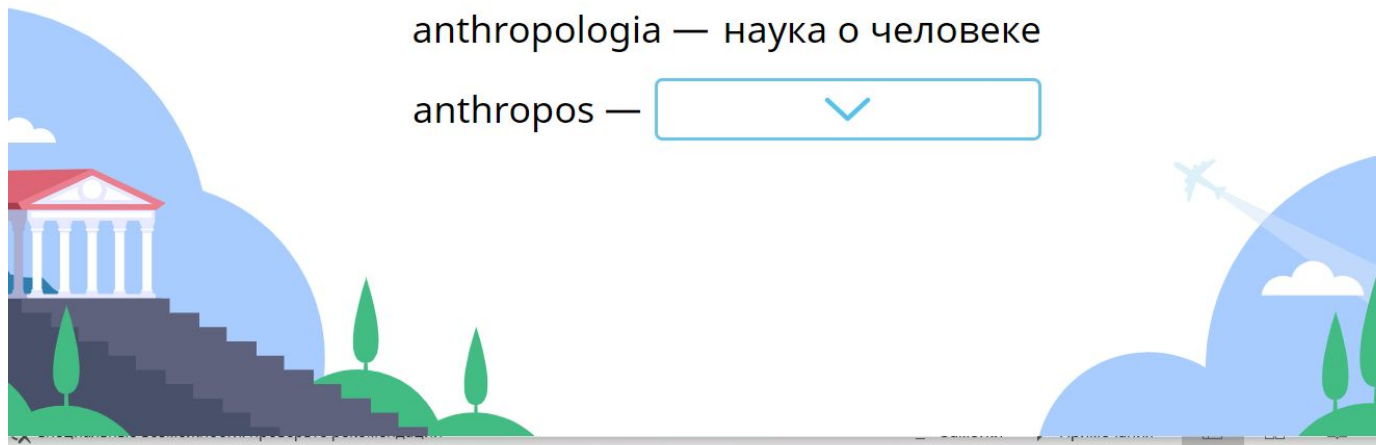 anthropologia — наука о человеке
anthropos —